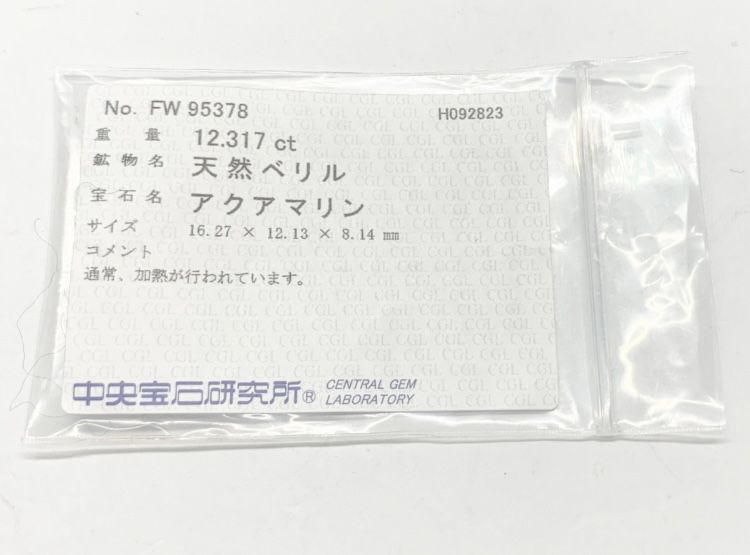 No. FW 95378 H092823
重 量 12.317 ct
鉱物名 天然ベリル
宝石名 アクアマリン
サイズ 16.27 × 12.13 × 8.14 mm
コメント
通常、加熱が行われています。
中央宝石研究所® CENTRAL GEM
LABORATORY